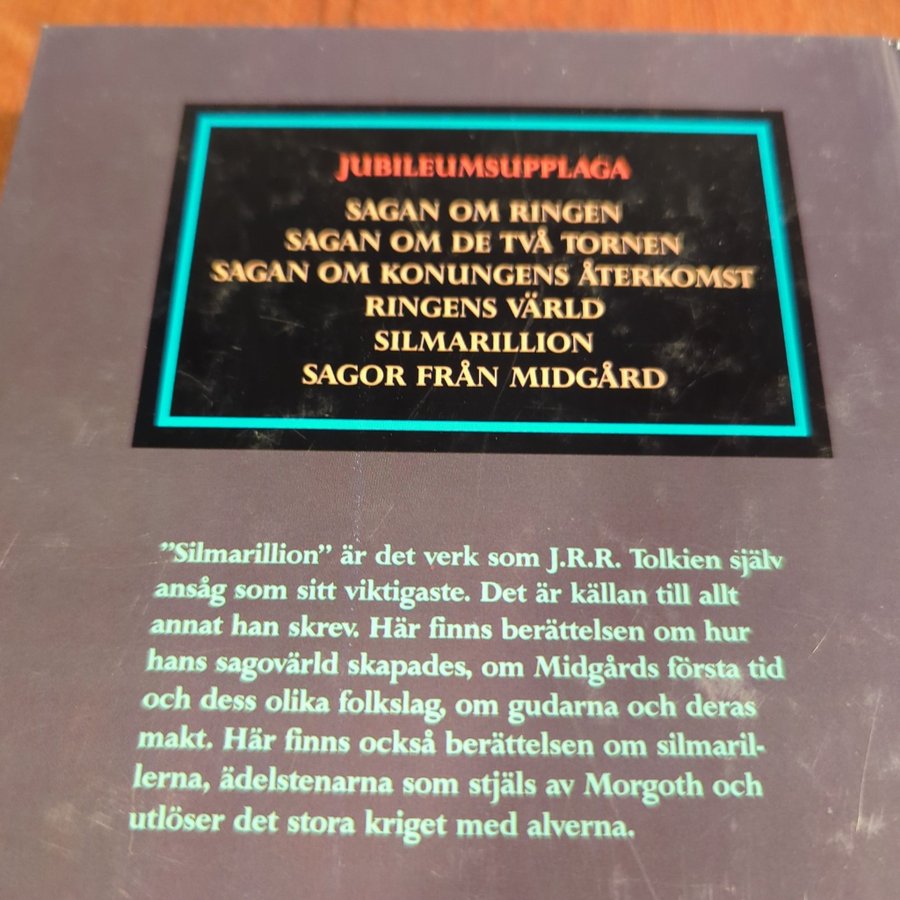 JUBILEUMSUPPLAGA
SAGAN OM RINGEN
SAGAN OM DE TVÅ TORNEN
SAGAN OM KONUNGENS ÅTERKOMST
RINGENS VÄRLD
SILMARILLION
SAGOR FRÅN MIDGÅRD
”Silmarillion” är det verk som J.R.R. Tolkien själv
ansåg som sitt viktigaste. Det är källan till allt
annat han skrev. Här finns berättelsen om hur
hans sagovärld skapades, om Midgårds första tid
och dess olika folkslag, om gudarna och deras
makt. Här finns också berättelsen om silmaril-
lerna, ädelstenarna som stjäls av Morgoth och
utlöser det stora kriget med alverna.